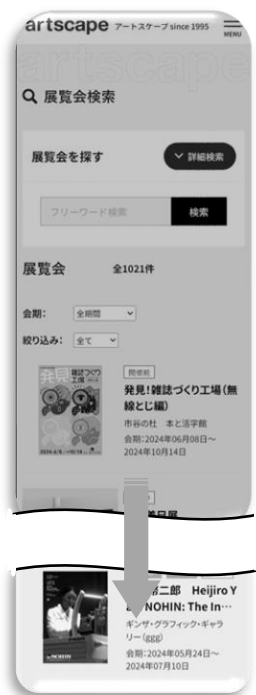 artscape アートスケープ since 1995
MENU
artscape
展覧会検索
展覧会を探す
詳細検索
フリーワード検索
検索
展覧会 全1021件
会期: 全期間
絞り込み: 全て
発見 雑誌づくり
工場
開催前
発見!雑誌づくり工場(無
線とじ編)
市谷の杜 本と活字館
会期:2024年06月08日～
2024年10月14日
二郎 Heijiro Y
NOHIN: The In…
ギンザ・グラフィック・ギャラ
リー(ggg)
会期:2024年05月24日～
2024年07月10日